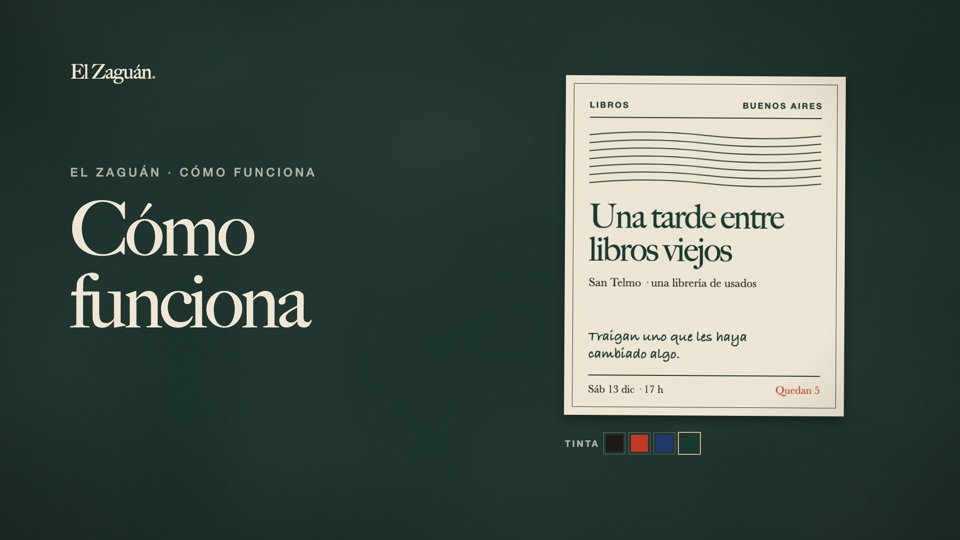 El Zaguán.
EL ZAGUÁN · CÓMO FUNCIONA
Cómo
funciona
LIBROS
BUENOS AIRES
Una tarde entre
libros viejos
San Telmo · una librería de usados
Traigan uno que les haya
cambiado algo.
Sáb 13 dic · 17 h
Quedan 5
TINTA